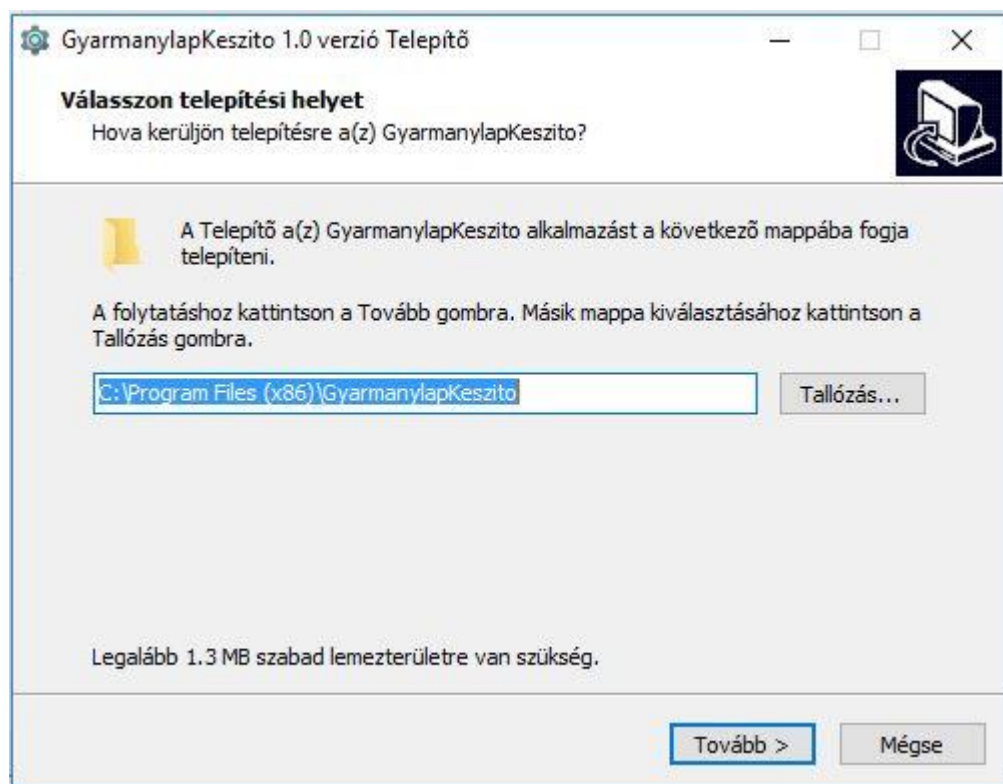 GyarmanylapKeszito 1.0 verzió Telepítő
Válasszon telepítési helyet
Hova kerüljön telepítésre a(z) GyarmanylapKeszito?
A Telepítő a(z) GyarmanylapKeszito alkalmazást a következő mappába fogja
telepíteni.
A folytatáshoz kattintson a Tovább gombra. Másik mappa kiválasztásához kattintson a
Tallózás gombra.
C:\Program Files (x86)\GyarmanylapKeszito
Tallózás...
Legalább 1.3 MB szabad lemezterületre van szükség.
Tovább >
Mégse